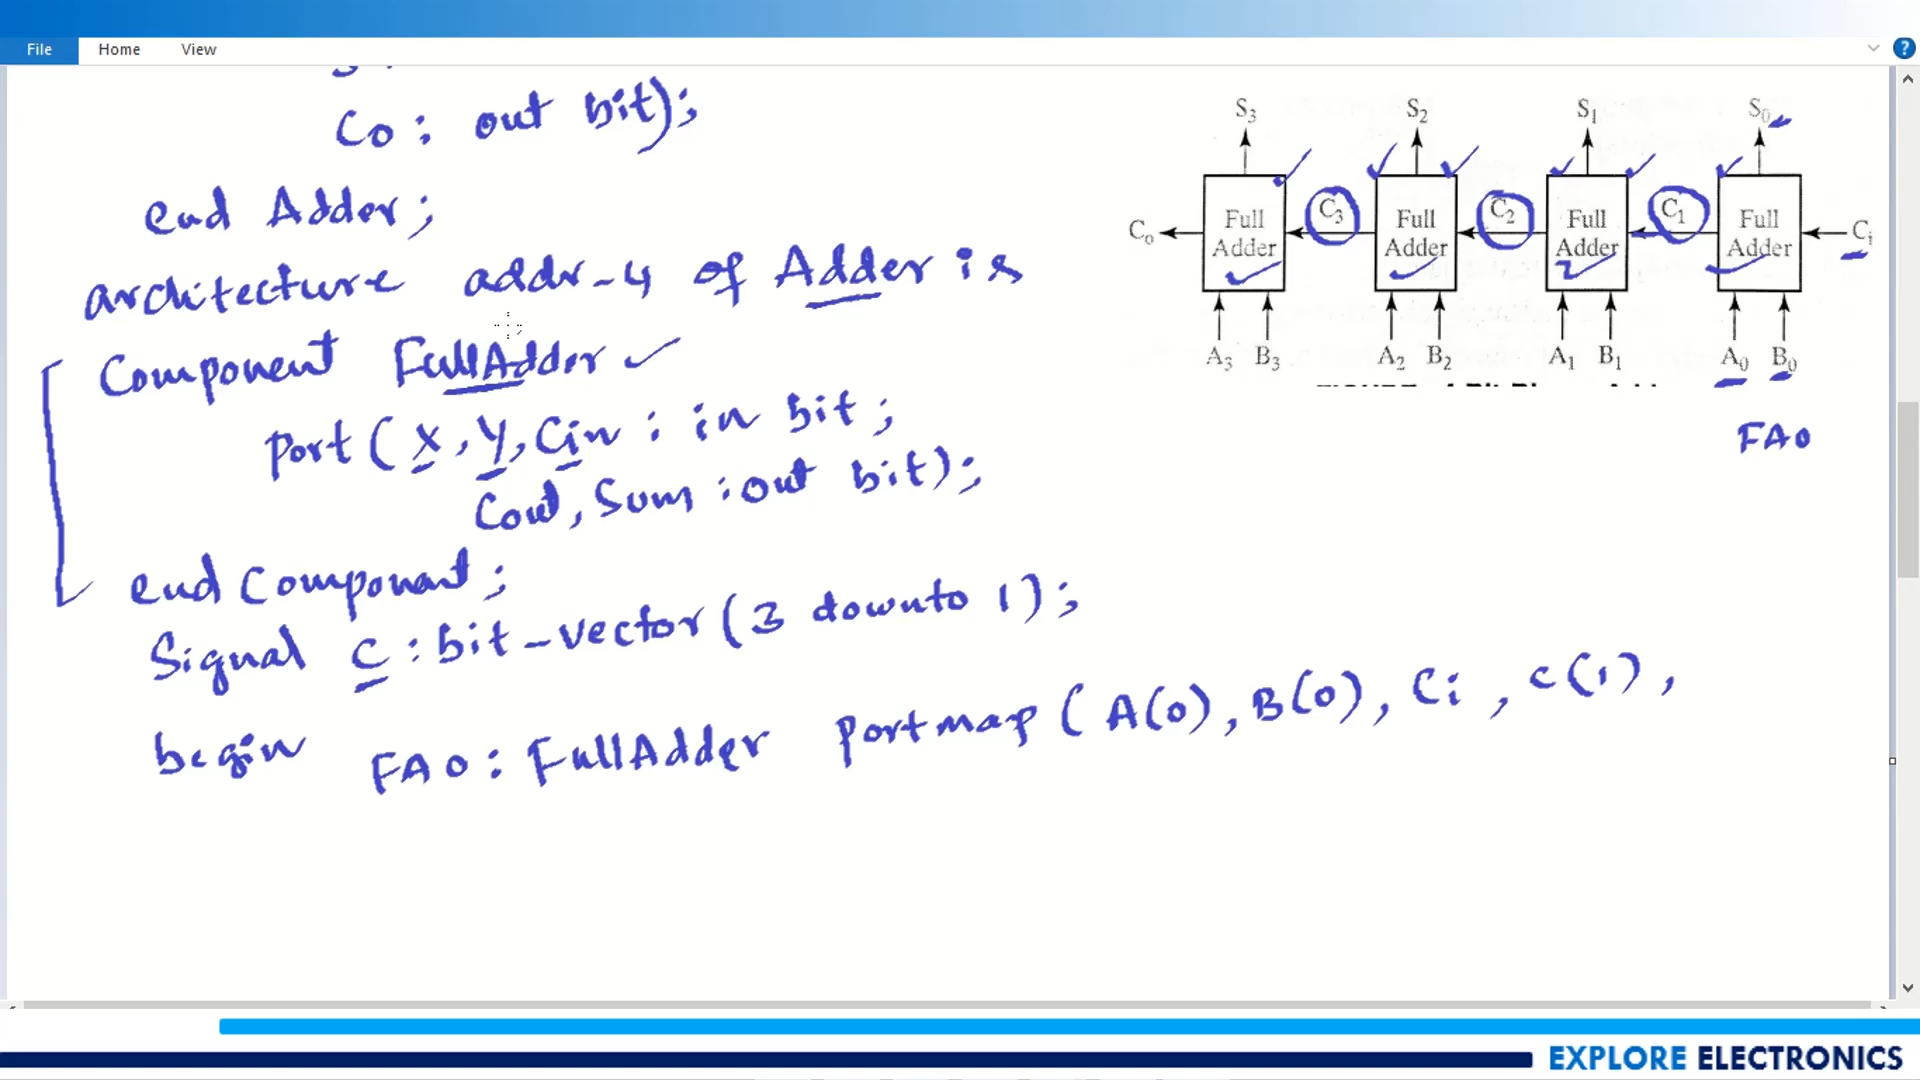 File Home View
Co : out bit);
end Adder;
architecture addr-4 of Adder is
Component FullAdder
Port (X, Y, Cin : in bit;
Cout, Sum : out bit);
end Component;
Signal C : bit-vector (3 downto 1);
begin FA0 : FullAdder portmap (A(0), B(0), Ci, c(1),
S3 S2 S1 S0
C3 C2 C1
Full Full Full Full
Co Ci
Adder Adder Adder Adder
2
A3 B3 A2 B2 A1 B1 A0 B0
FA0
EXPLORE ELECTRONICS